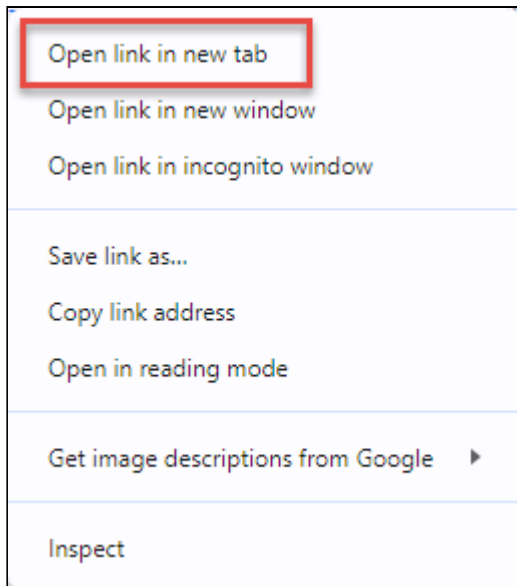 Open link in new tab
Open link in new window
Open link in incognito window
Save link as...
Copy link address
Open in reading mode
Get image descriptions from Google
Inspect